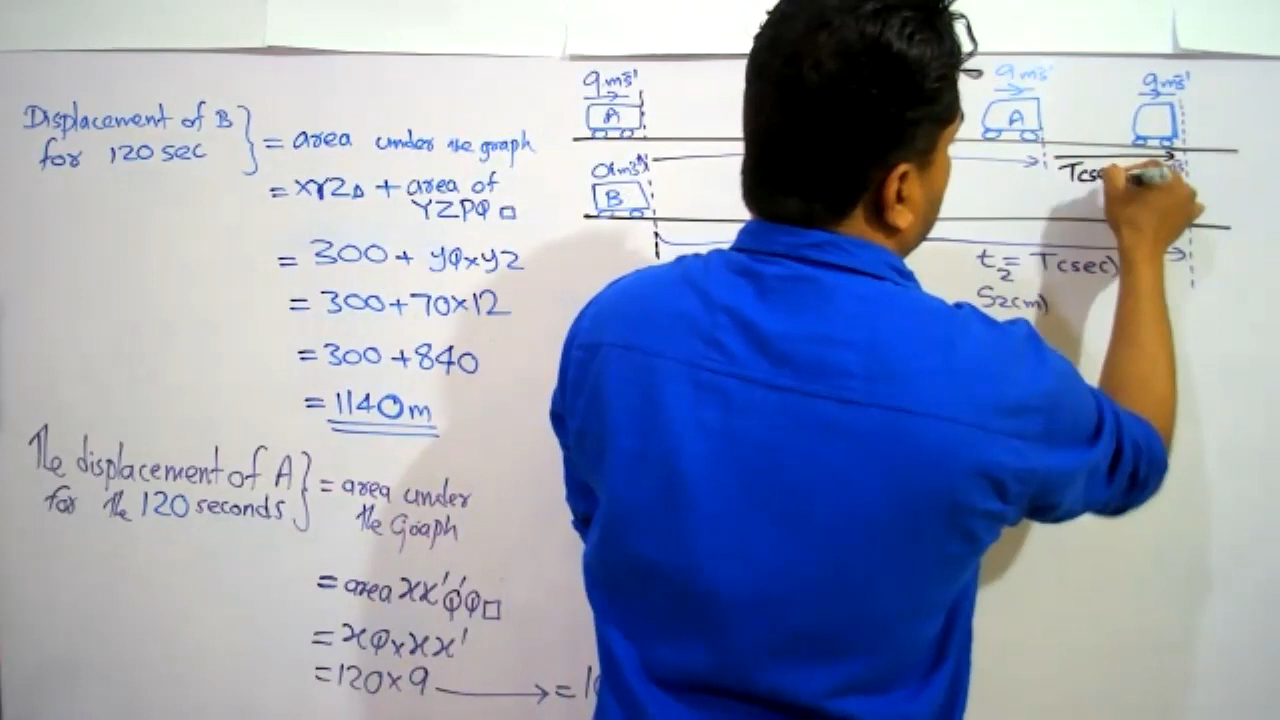 Displacement of B
for 120 sec
= area under the graph
= XYZ△ + area of
YZPQ □
= 300 + YQ×YZ
= 300+70×12
= 300 +840
= 1140m
The displacement of A
for the 120 seconds
= area under
the Graph
= area XX'Q'Q□
= XQ×XX'
=120×9 → = 1
9ms⁻¹
A
9ms⁻¹
A
9ms⁻¹
B
t₂ = T(sec)
S₂(m)